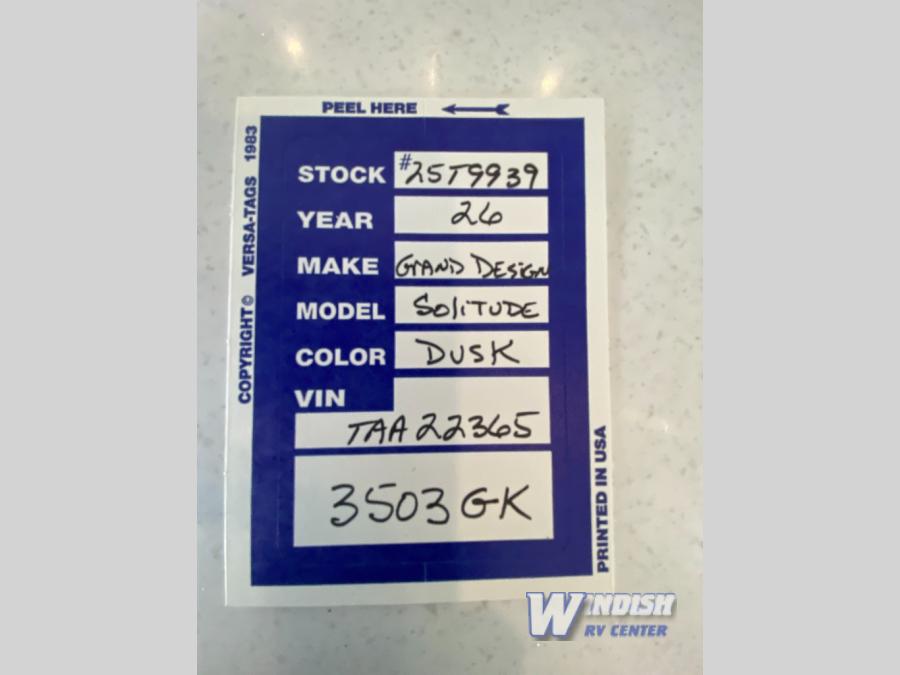 PEEL HERE
COPYRIGHT © VERSA-TAGS 1983
STOCK #25T9939
YEAR 26
MAKE GRAND DESIGN
MODEL SOLITUDE
COLOR DUSK
VIN
TAA22365
3503GK
PRINTED IN USA
WINDISH
RV CENTER